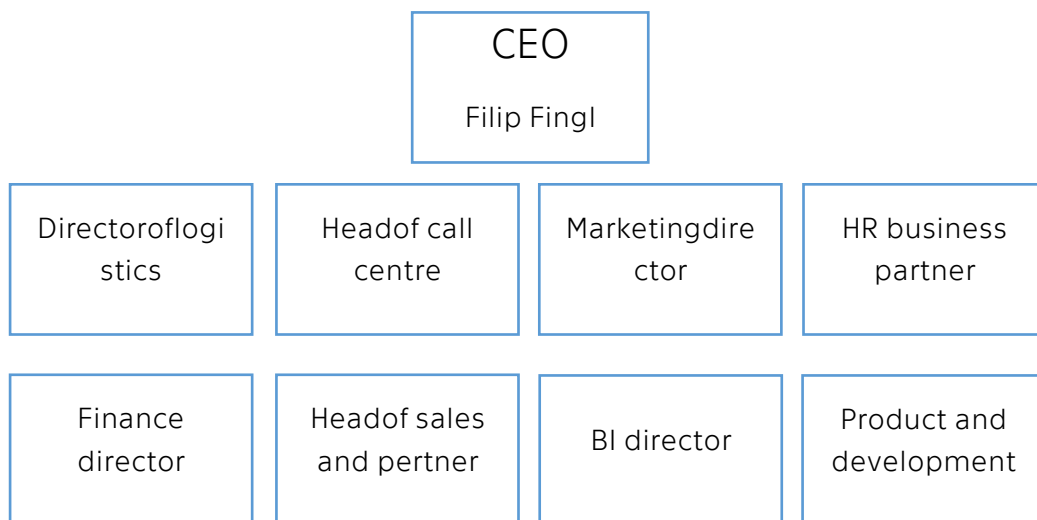 CEO
Filip Fingl
Directoroflogi
stics
Headof call
centre
Marketingdire
ctor
HR business
partner
Finance
director
Headof sales
and pertner
BI director
Product and
development